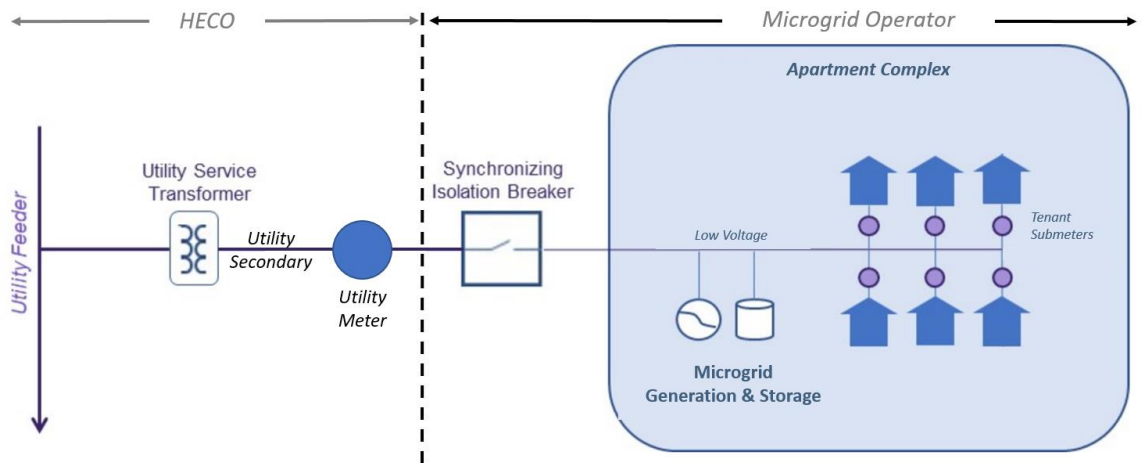 HECO
Microgrid Operator
Apartment Complex
Utility Feeder
Utility Service
Transformer
Utility
Secondary
Utility
Meter
Synchronizing
Isolation Breaker
Low Voltage
Microgrid
Generation & Storage
Tenant
Submeters